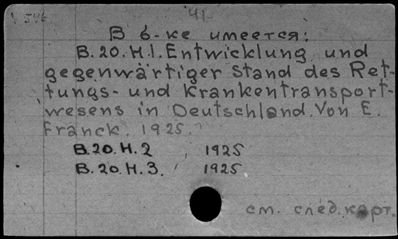 41.
В б-ке имеется:
B.20.H.1. Entwicklung und
gegenwärtiger Stand des Ret-
tungs- und Krankentransport-
wesens in Deutschland. Von E.
Franck. 1925.
B.20.H.2 , 1925
B.20.H.3. , 1925
см. след. карт.